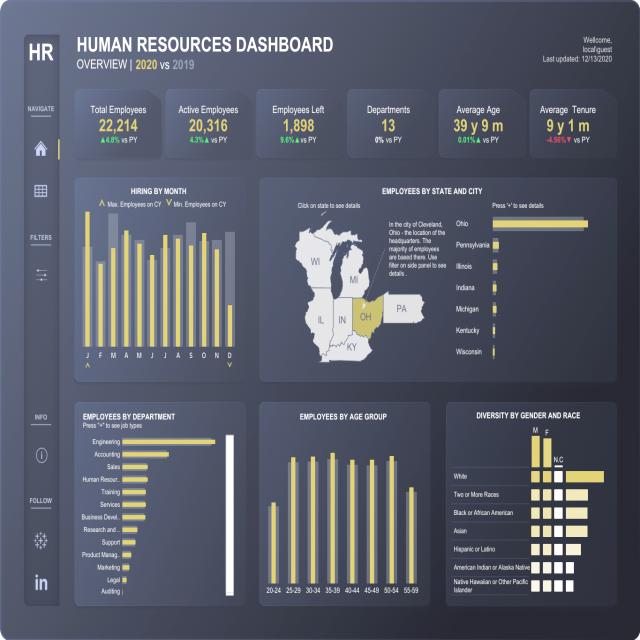 HR
HUMAN RESOURCES DASHBOARD
OVERVIEW | 2020 vs 2019
Welcome,
local\guest
Last updated: 12/13/2020
NAVIGATE
FILTERS
INFO
FOLLOW
in
Total Employees
22,214
▲4.8% vs PY
Active Employees
20,316
4.3%▲ vs PY
Employees Left
1,898
9.6%▲ vs PY
Departments
13
0% vs PY
Average Age
39 y 9 m
0.01%▲ vs PY
Average Tenure
9 y 1 m
-4.56%▼ vs PY
HIRING BY MONTH
Max. Employees on CY
Min. Employees on CY
J F M A M J J A S O N D
EMPLOYEES BY STATE AND CITY
Click on state to see details
Press '+' to see details
In the city of Cleveland,
Ohio - the location of the
headquarters. The
majority of employees
are based there. Use
filter on side panel to see
details .
WI
MI
IL
IN
OH
PA
KY
Ohio
Pennsylvania
Illinois
Indiana
Michigan
Kentucky
Wisconsin
EMPLOYEES BY DEPARTMENT
Press "+" to see job types
Engineering
Accounting
Sales
Human Resour..
Training
Services
Business Devel..
Research and ..
Support
Product Manag..
Marketing
Legal
Auditing
EMPLOYEES BY AGE GROUP
20-24 25-29 30-34 35-39 40-44 45-49 50-54 55-59
DIVERSITY BY GENDER AND RACE
M F N.C
White
Two or More Races
Black or African American
Asian
Hispanic or Latino
American Indian or Alaska Native
Native Hawaiian or Other Pacific
Islander